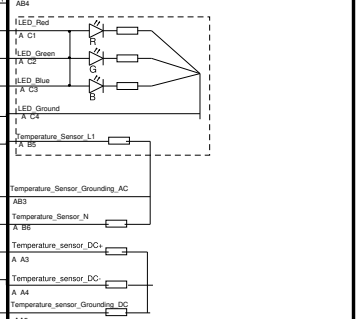 AB4
LED_Red
A C1
R
LED_Green
A C2
G
LED_Blue
A C3
B
LED_Ground
A C4
Temperature_Sensor_L1
A B5
Temperature_Sensor_Grounding_AC
AB3
Temperature_Sensor_N
A B6
Temperature_sensor_DC+
A A3
Temperature_sensor_DC-
A A4
Temperature_sensor_Grounding_DC